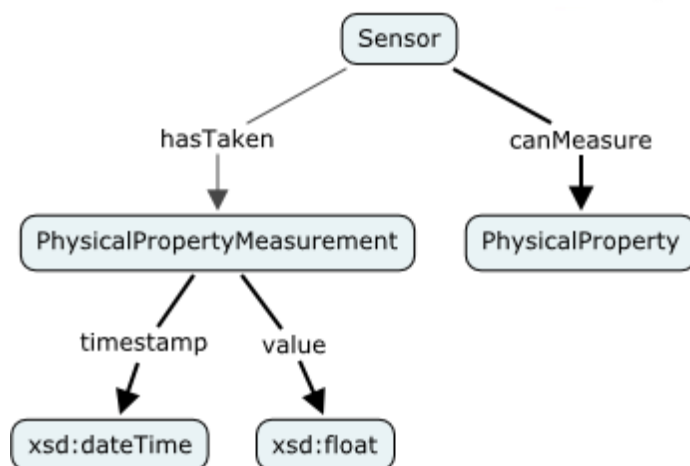 Sensor
hasTaken
canMeasure
PhysicalPropertyMeasurement
PhysicalProperty
timestamp
value
xsd:dateTime
xsd:float